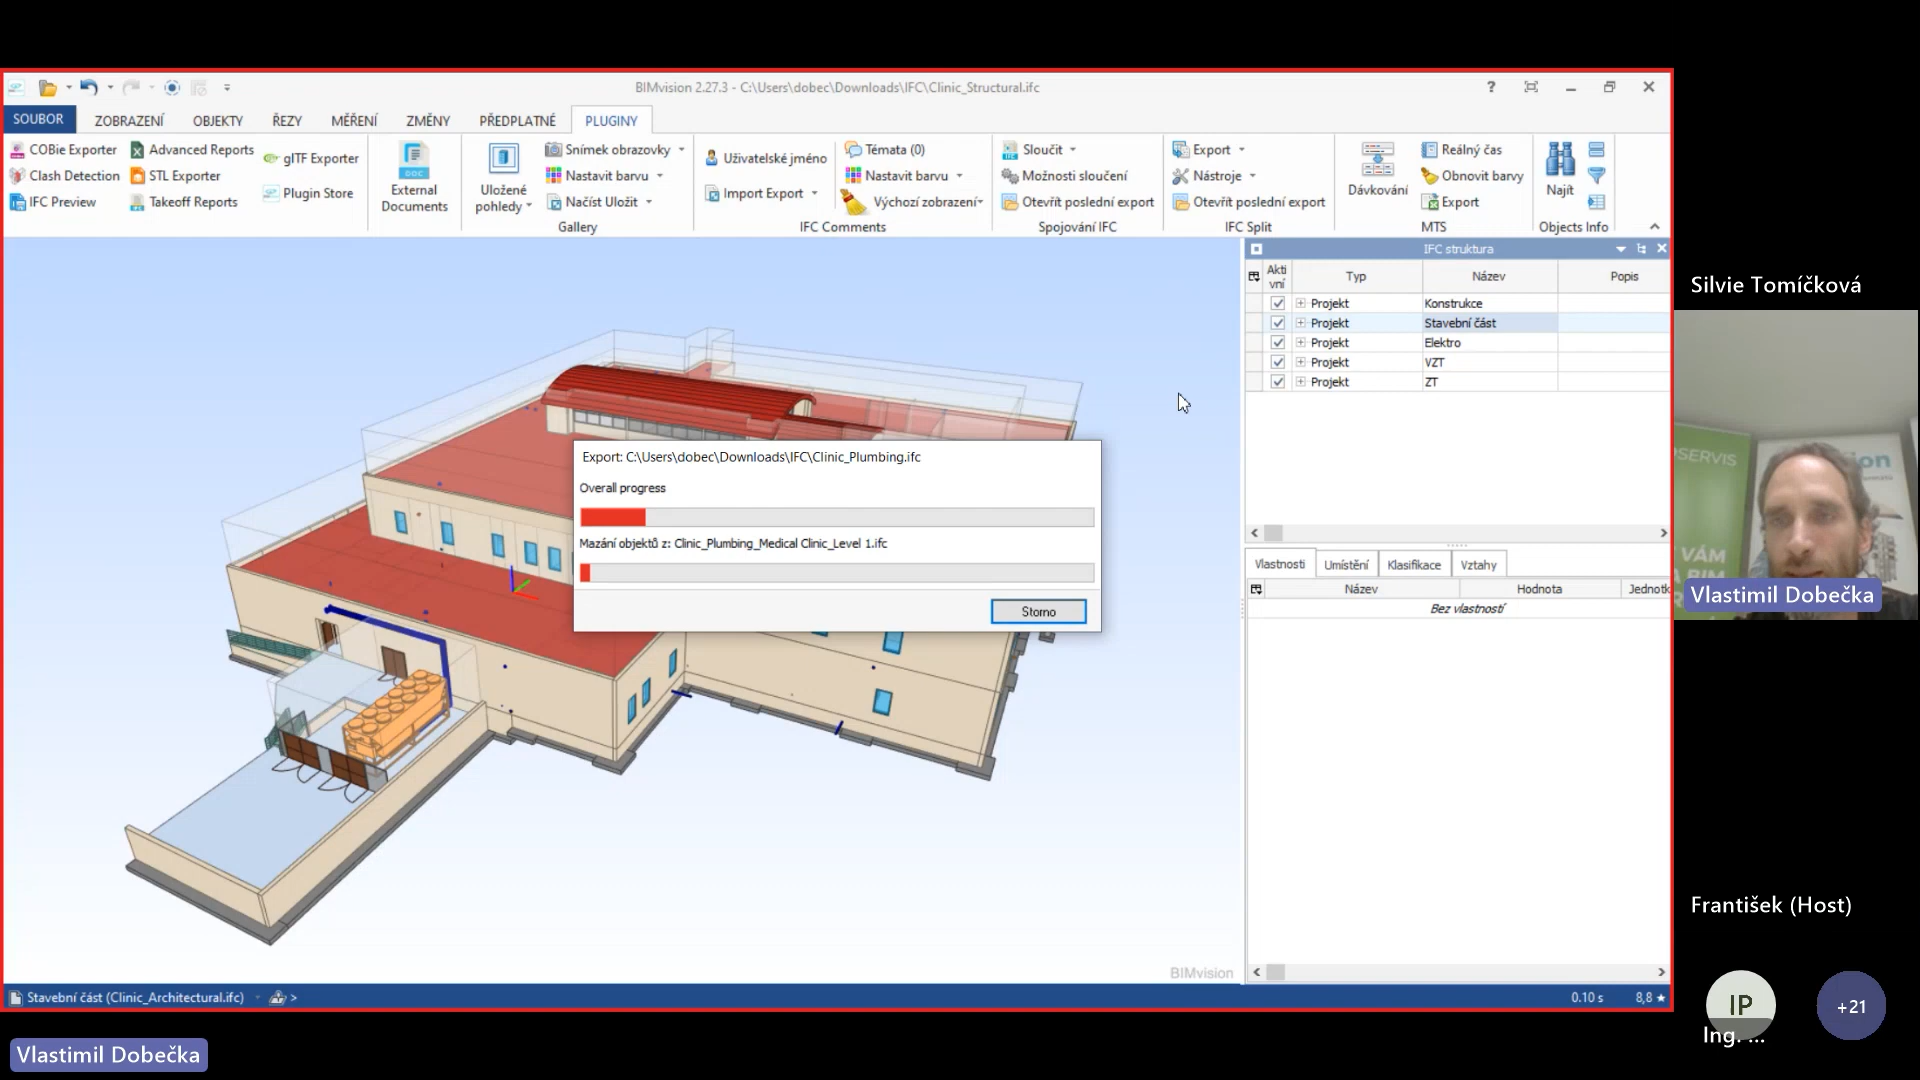 BIMvision 2.27.3 - C:\Users\dobec\Downloads\IFC\Clinic_Structural.ifc
SOUBOR ZOBRAZENÍ OBJEKTY ŘEZY MĚŘENÍ ZMĚNY PŘEDPLATNÉ PLUGINY
COBie Exporter
Clash Detection
IFC Preview
Advanced Reports
STL Exporter
Takeoff Reports
glTF Exporter
Plugin Store
External
Documents
Uložené
pohledy
Snímek obrazovky
Nastavit barvu
Načíst Uložit
Gallery
Uživatelské jméno
Import Export
Témata (0)
Nastavit barvu
Výchozí zobrazení
IFC Comments
Sloučit
Možnosti sloučení
Otevřít poslední export
Spojování IFC
Export
Nástroje
Otevřít poslední export
IFC Split
Dávkování
Reálný čas
Obnovit barvy
Export
MTS
Najít
Objects Info
IFC struktura
Akti
vní
Typ Název Popis
Projekt Konstrukce
Projekt Stavební část
Projekt Elektro
Projekt VZT
Projekt ZT
Export: C:\Users\dobec\Downloads\IFC\Clinic_Plumbing.ifc
Overall progress
Mazání objektů z: Clinic_Plumbing_Medical Clinic_Level 1.ifc
Storno
Vlastnosti Umístění Klasifikace Vztahy
Název Hodnota Jednotk
Bez vlastností
BIMvision
Stavební část (Clinic_Architectural.ifc) >
0.10 s 8,8 ★
Silvie Tomíčková
Vlastimil Dobečka
František (Host)
IP
Ing. ...
+21
Vlastimil Dobečka